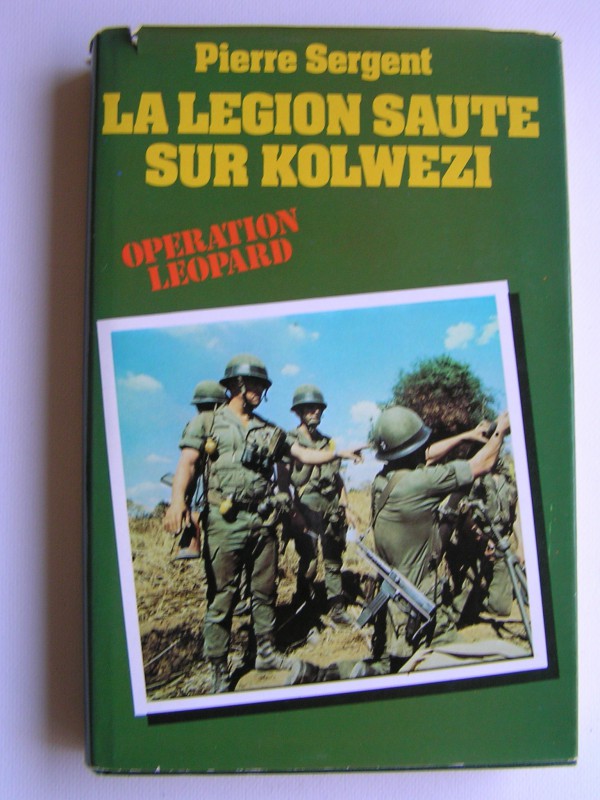 Pierre Sergent
LA LEGION SAUTE
SUR KOLWEZI
OPERATION
LEOPARD